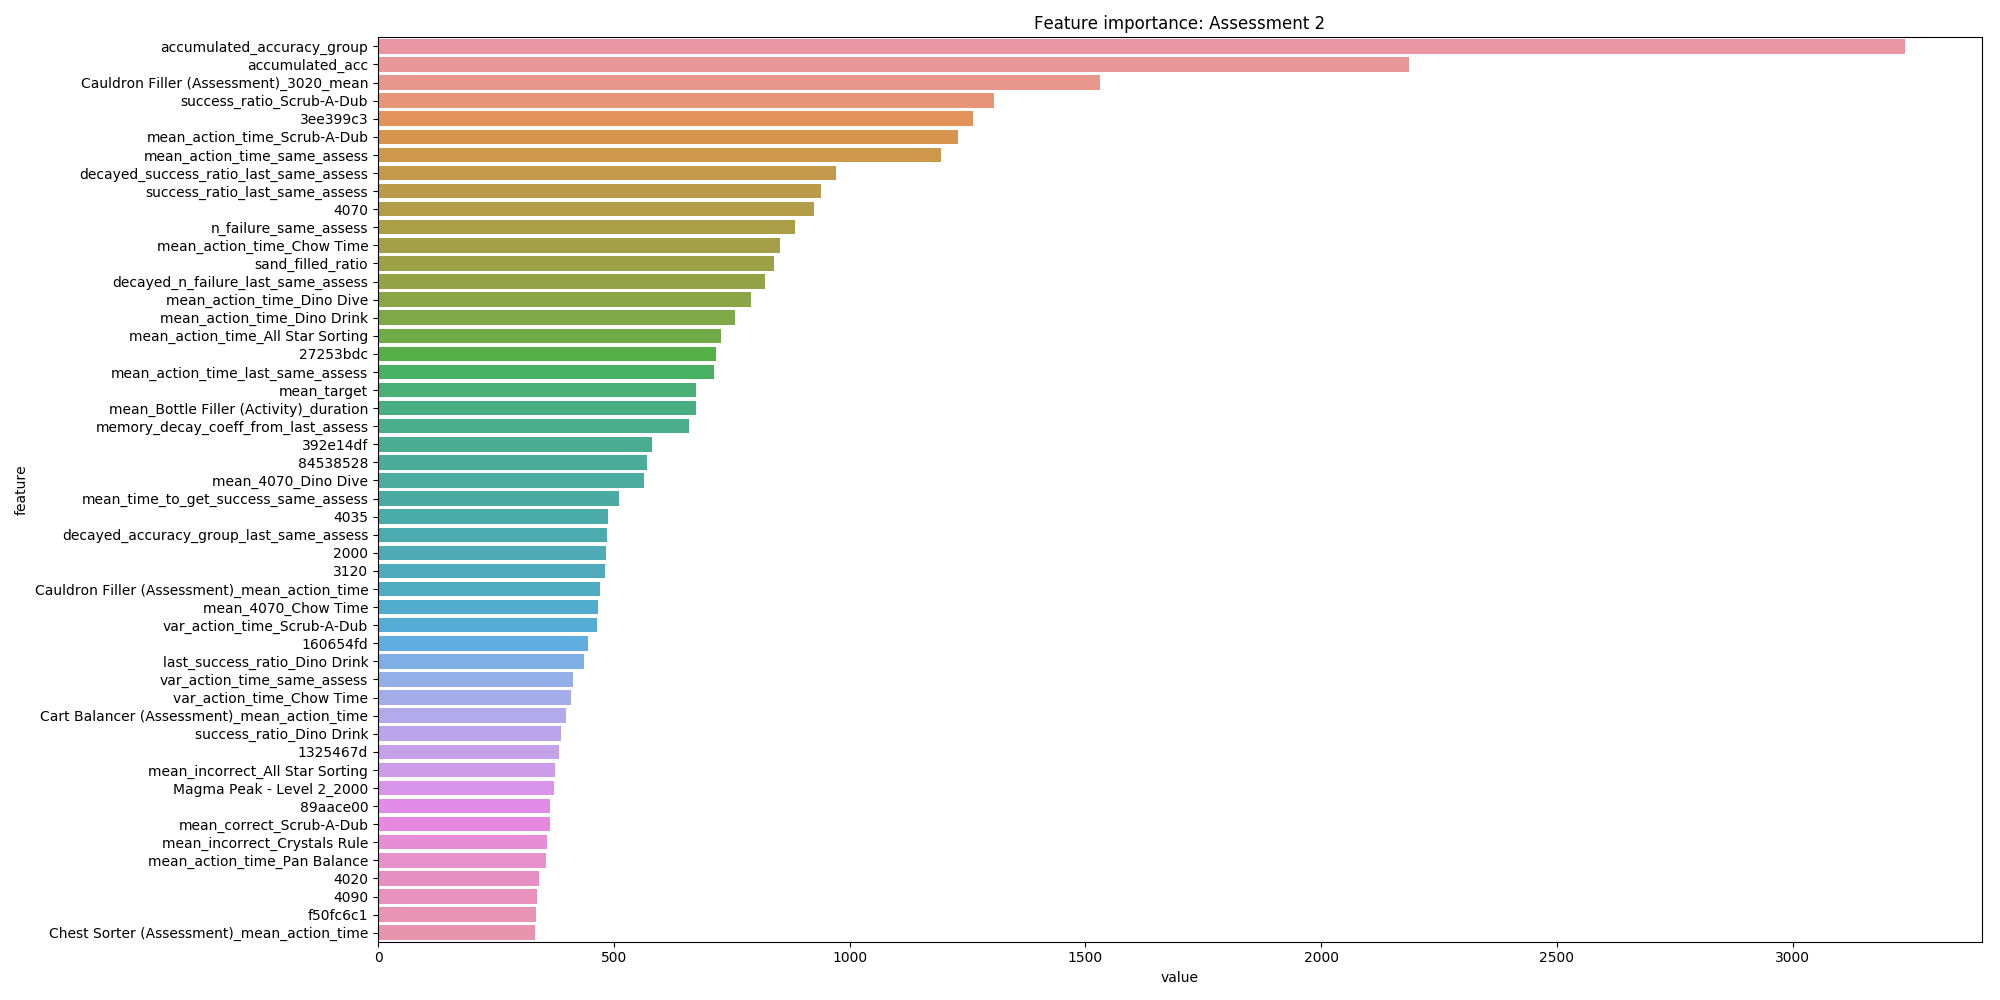 Feature importance: Assessment 2
accumulated_accuracy_group
accumulated_acc
Cauldron Filler (Assessment)_3020_mean
success_ratio_Scrub-A-Dub
3ee399c3
mean_action_time_Scrub-A-Dub
mean_action_time_same_assess
decayed_success_ratio_last_same_assess
success_ratio_last_same_assess
4070
n_failure_same_assess
mean_action_time_Chow Time
sand_filled_ratio
decayed_n_failure_last_same_assess
mean_action_time_Dino Dive
mean_action_time_Dino Drink
mean_action_time_All Star Sorting
27253bdc
mean_action_time_last_same_assess
mean_target
mean_Bottle Filler (Activity)_duration
memory_decay_coeff_from_last_assess
392e14df
84538528
mean_4070_Dino Dive
mean_time_to_get_success_same_assess
4035
decayed_accuracy_group_last_same_assess
2000
3120
Cauldron Filler (Assessment)_mean_action_time
mean_4070_Chow Time
var_action_time_Scrub-A-Dub
160654fd
last_success_ratio_Dino Drink
var_action_time_same_assess
var_action_time_Chow Time
Cart Balancer (Assessment)_mean_action_time
success_ratio_Dino Drink
1325467d
mean_incorrect_All Star Sorting
Magma Peak - Level 2_2000
89aace00
mean_correct_Scrub-A-Dub
mean_incorrect_Crystals Rule
mean_action_time_Pan Balance
4020
4090
f50fc6c1
Chest Sorter (Assessment)_mean_action_time
feature
0 500 1000 1500 2000 2500 3000
value